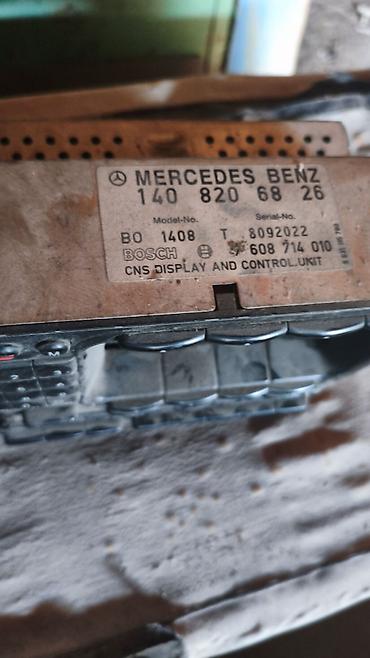 MERCEDES BENZ
140 820 68 26
Model-No. Serial-No.
BO 1408 T 8092022
BOSCH 7 608 714 010
CNS DISPLAY AND CONTROL.UNIT
M